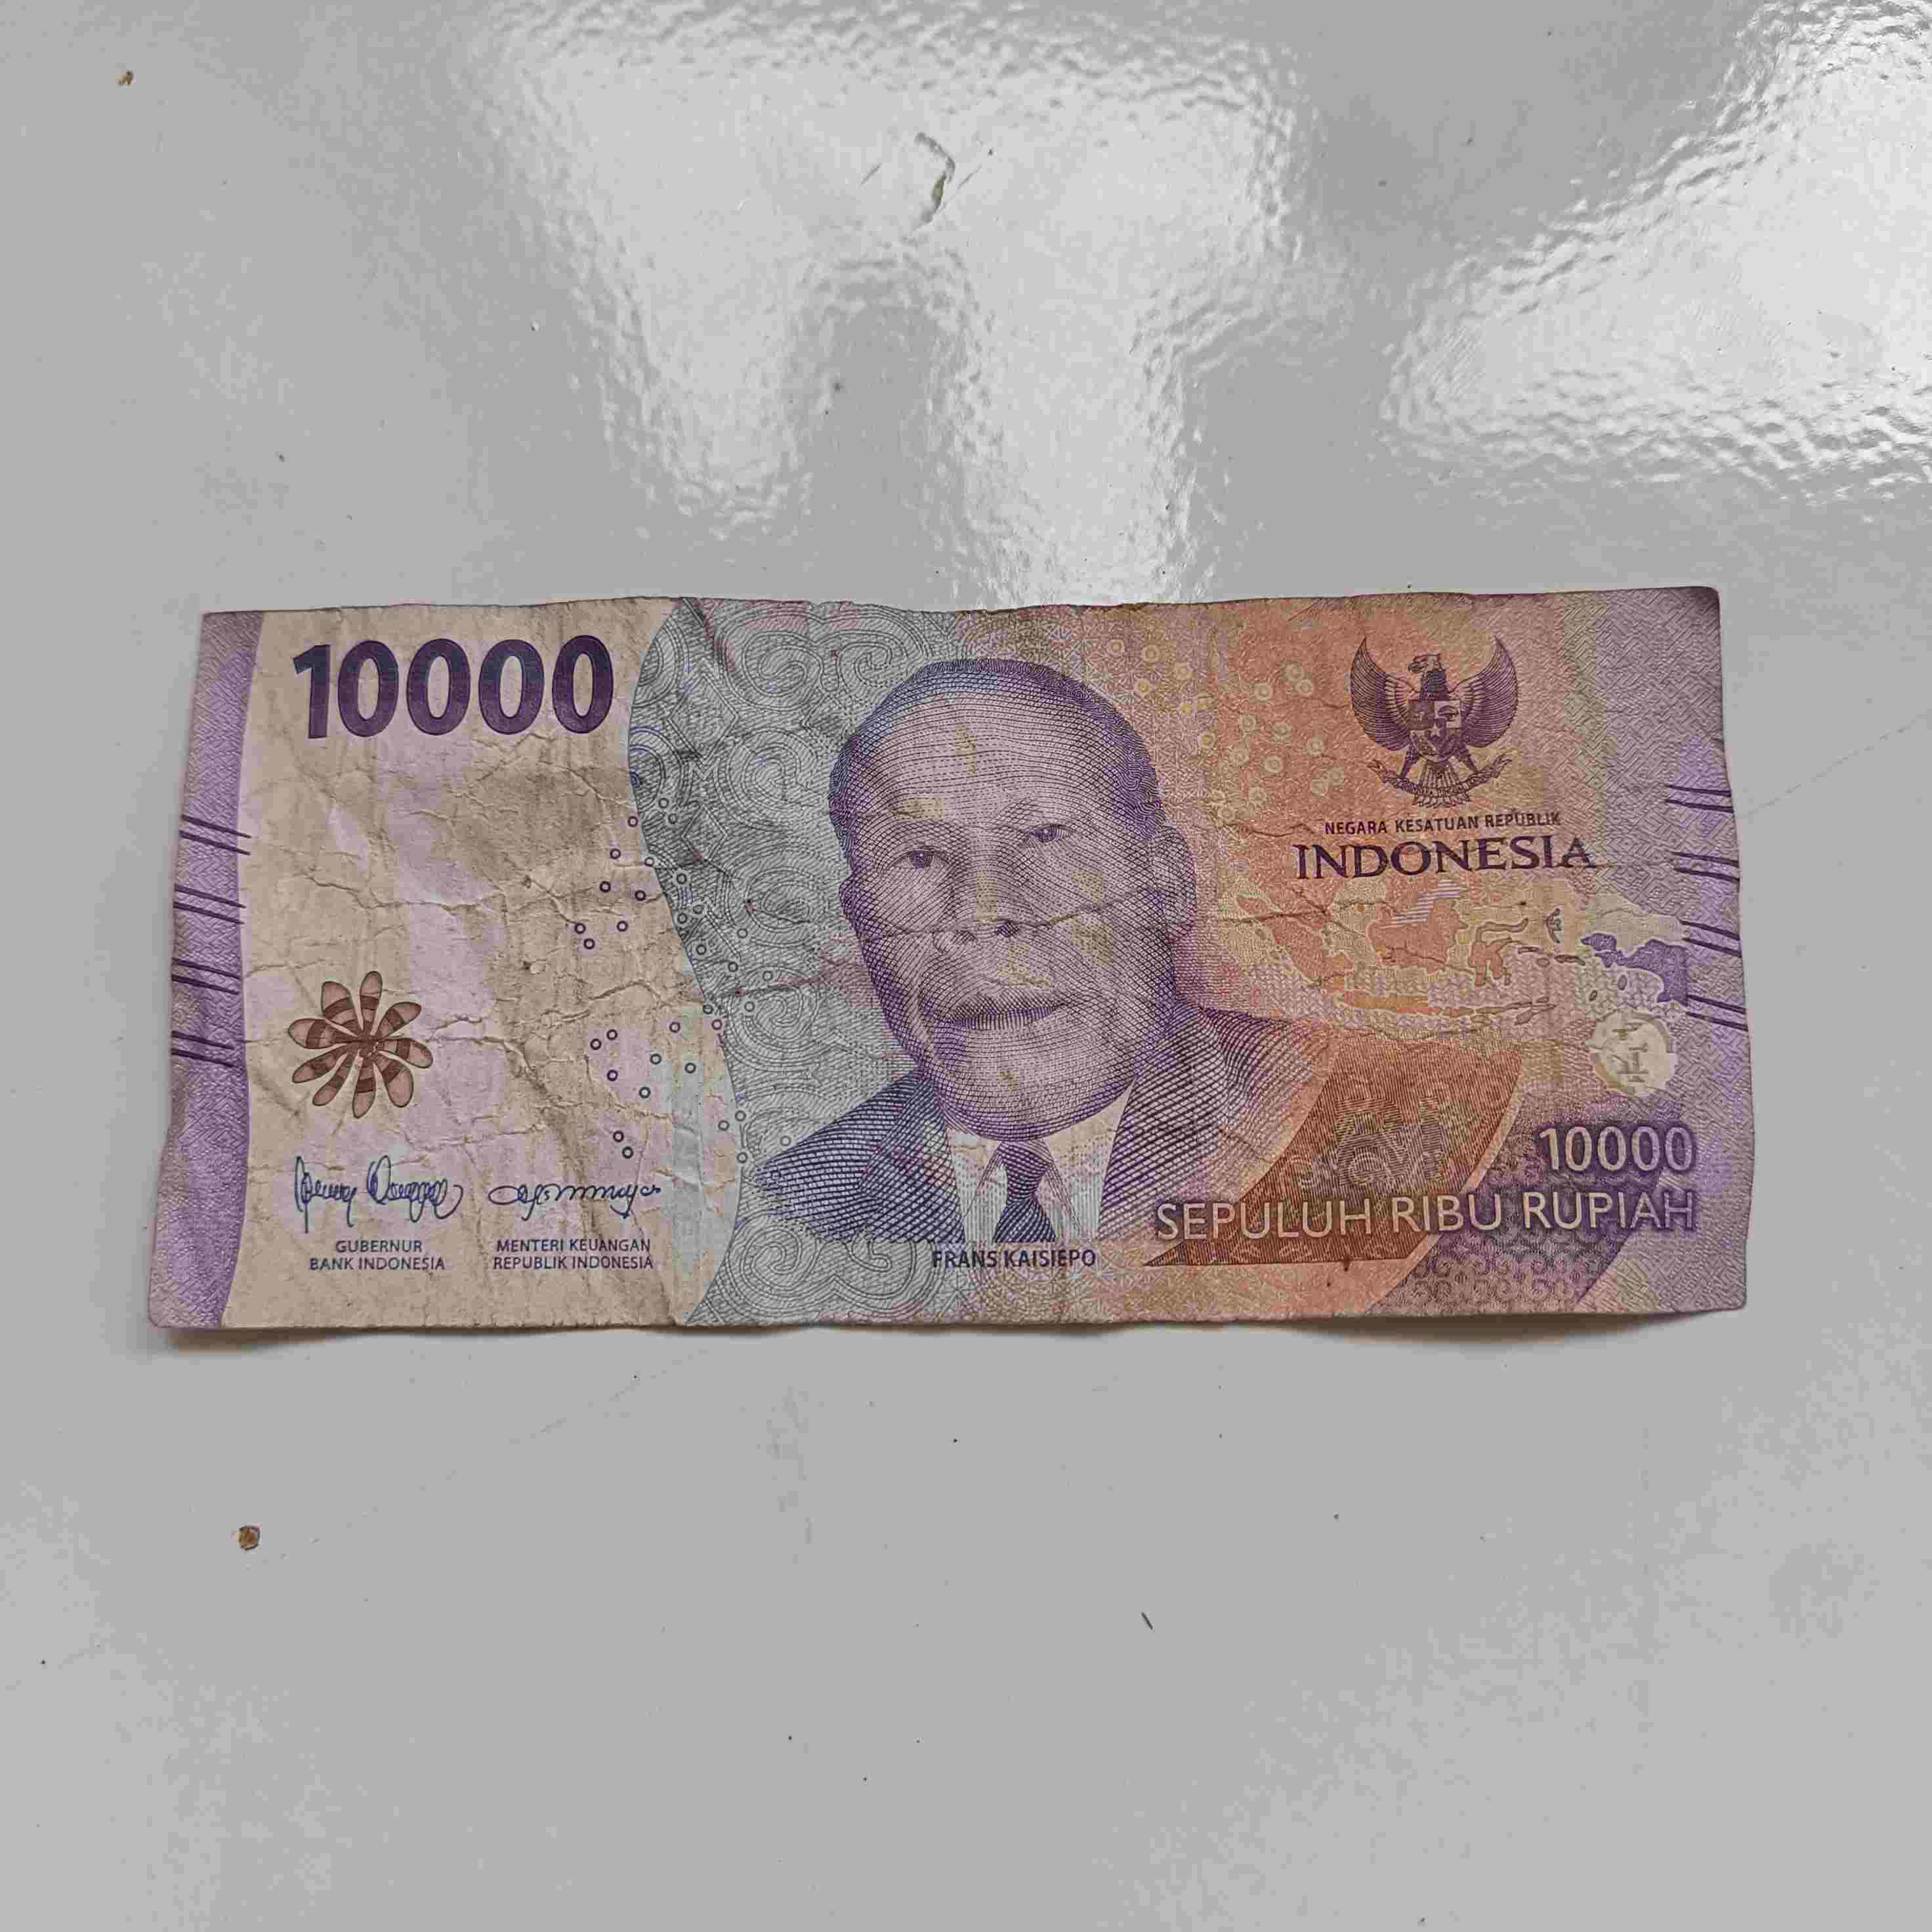 10000
NEGARA KESATUAN REPUBLIK
INDONESIA
10000
SEPULUH RIBU RUPIAH
GUBERNUR
BANK INDONESIA
MENTERI KEUANGAN
REPUBLIK INDONESIA
FRANS KAISIEPO